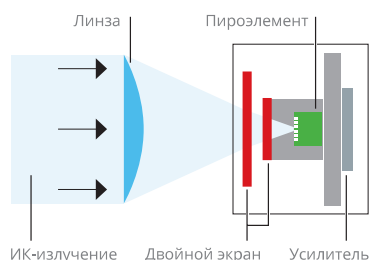 Линза
Пироэлемент
ИК-излучение
Двойной экран
Усилитель